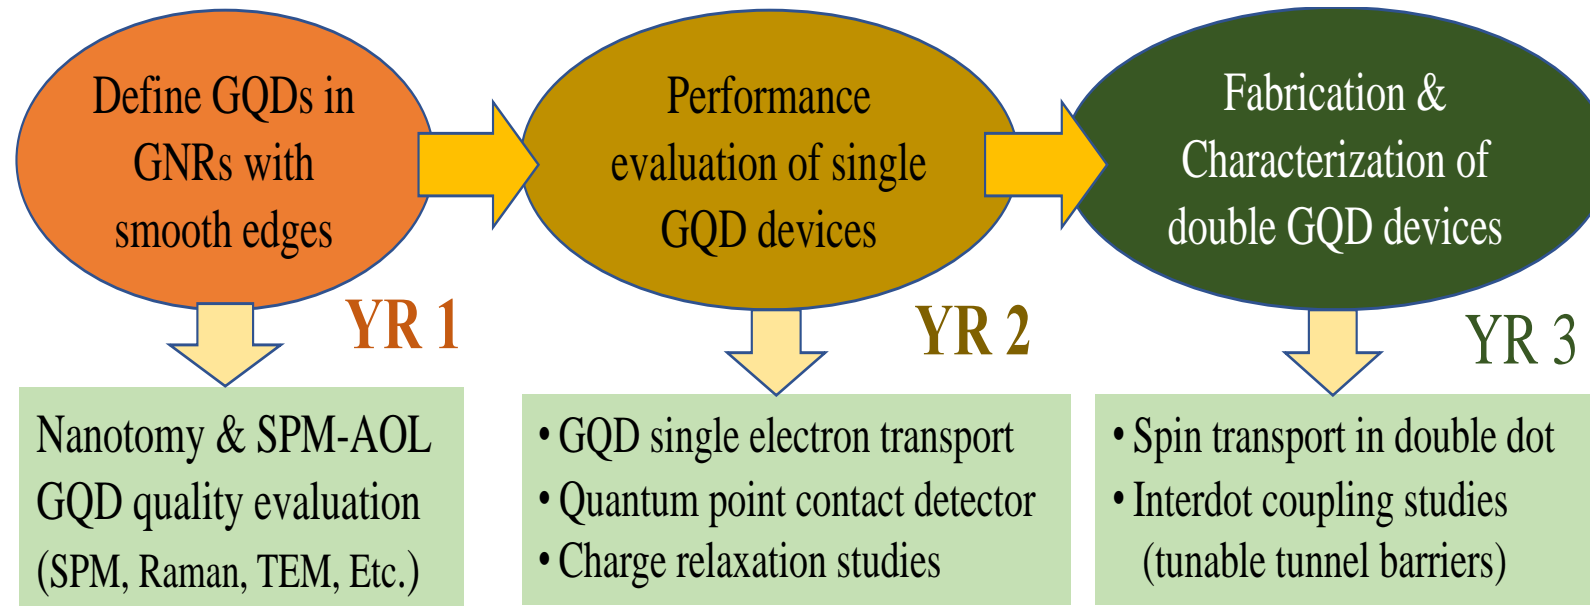 Define GQDs in
GNRs with
smooth edges
Performance
evaluation of single
GQD devices
Fabrication &
Characterization of
double GQD devices
YR 1
YR 2
YR 3
Nanotomy & SPM-AOL
GQD quality evaluation
(SPM, Raman, TEM, Etc.)
• GQD single electron transport
• Quantum point contact detector
• Charge relaxation studies
• Spin transport in double dot
• Interdot coupling studies
(tunable tunnel barriers)